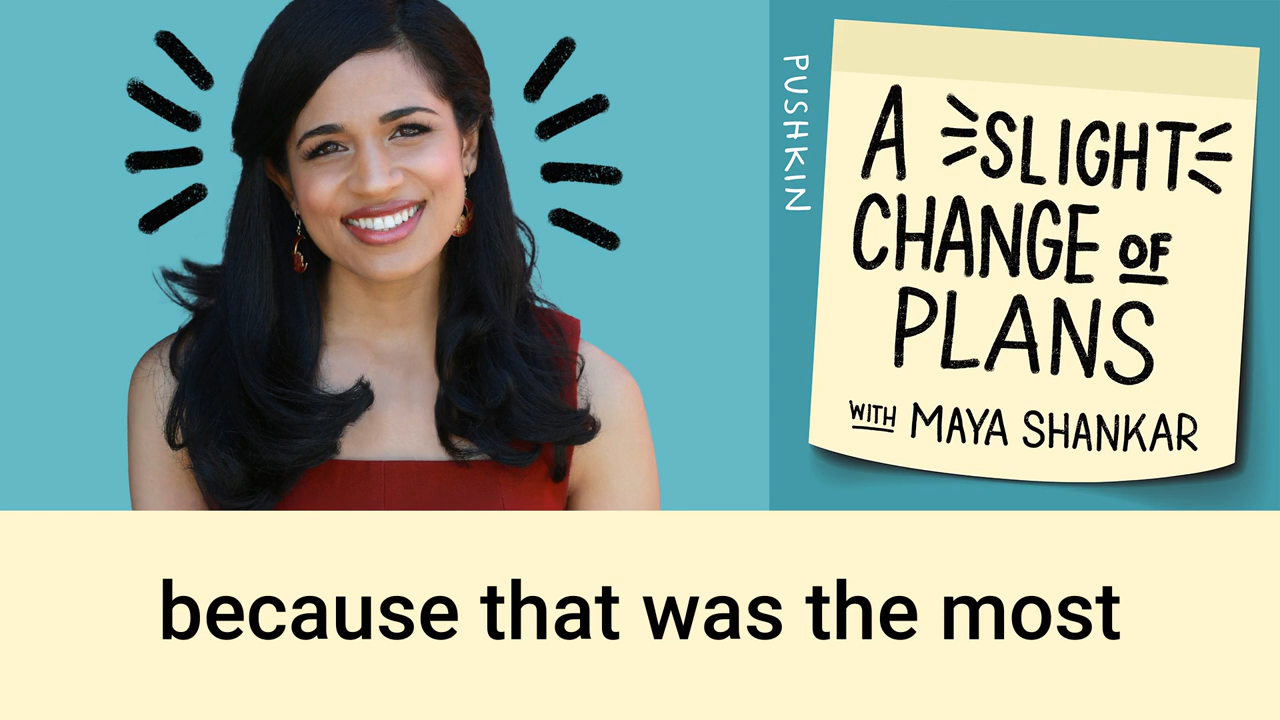 PUSHKIN
A SLIGHT
CHANGE OF
PLANS
WITH MAYA SHANKAR
because that was the most